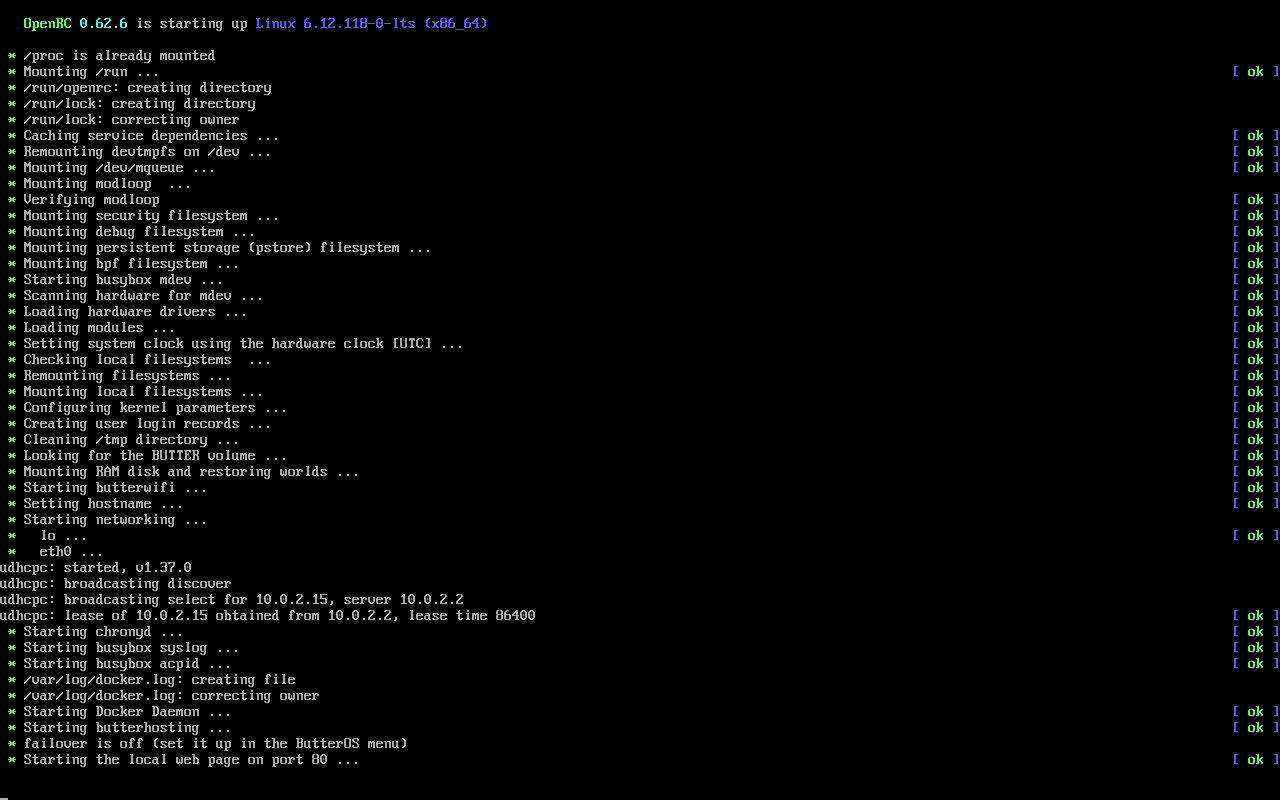 OpenRC 0.62.6 is starting up Linux 6.12.118-0-lts (x86_64)
* /proc is already mounted
* Mounting /run ... [ ok ]
* /run/openrc: creating directory
* /run/lock: creating directory
* /run/lock: correcting owner
* Caching service dependencies ... [ ok ]
* Remounting devtmpfs on /dev ... [ ok ]
* Mounting /dev/mqueue ... [ ok ]
* Mounting modloop  ...
* Verifying modloop [ ok ]
* Mounting security filesystem ... [ ok ]
* Mounting debug filesystem ... [ ok ]
* Mounting persistent storage (pstore) filesystem ... [ ok ]
* Mounting bpf filesystem ... [ ok ]
* Starting busybox mdev ... [ ok ]
* Scanning hardware for mdev ... [ ok ]
* Loading hardware drivers ... [ ok ]
* Loading modules ... [ ok ]
* Setting system clock using the hardware clock [UTC] ... [ ok ]
* Checking local filesystems  ... [ ok ]
* Remounting filesystems ... [ ok ]
* Mounting local filesystems ... [ ok ]
* Configuring kernel parameters ... [ ok ]
* Creating user login records ... [ ok ]
* Cleaning /tmp directory ... [ ok ]
* Looking for the BUTTER volume ... [ ok ]
* Mounting RAM disk and restoring worlds ... [ ok ]
* Starting butterwifi ... [ ok ]
* Setting hostname ... [ ok ]
* Starting networking ...
*   lo ... [ ok ]
*   eth0 ...
udhcpc: started, v1.37.0
udhcpc: broadcasting discover
udhcpc: broadcasting select for 10.0.2.15, server 10.0.2.2
udhcpc: lease of 10.0.2.15 obtained from 10.0.2.2, lease time 86400 [ ok ]
* Starting chronyd ... [ ok ]
* Starting busybox syslog ... [ ok ]
* Starting busybox acpid ... [ ok ]
* /var/log/docker.log: creating file
* /var/log/docker.log: correcting owner
* Starting Docker Daemon ... [ ok ]
* Starting butterhosting ... [ ok ]
* failover is off (set it up in the ButterOS menu)
* Starting the local web page on port 80 ... [ ok ]